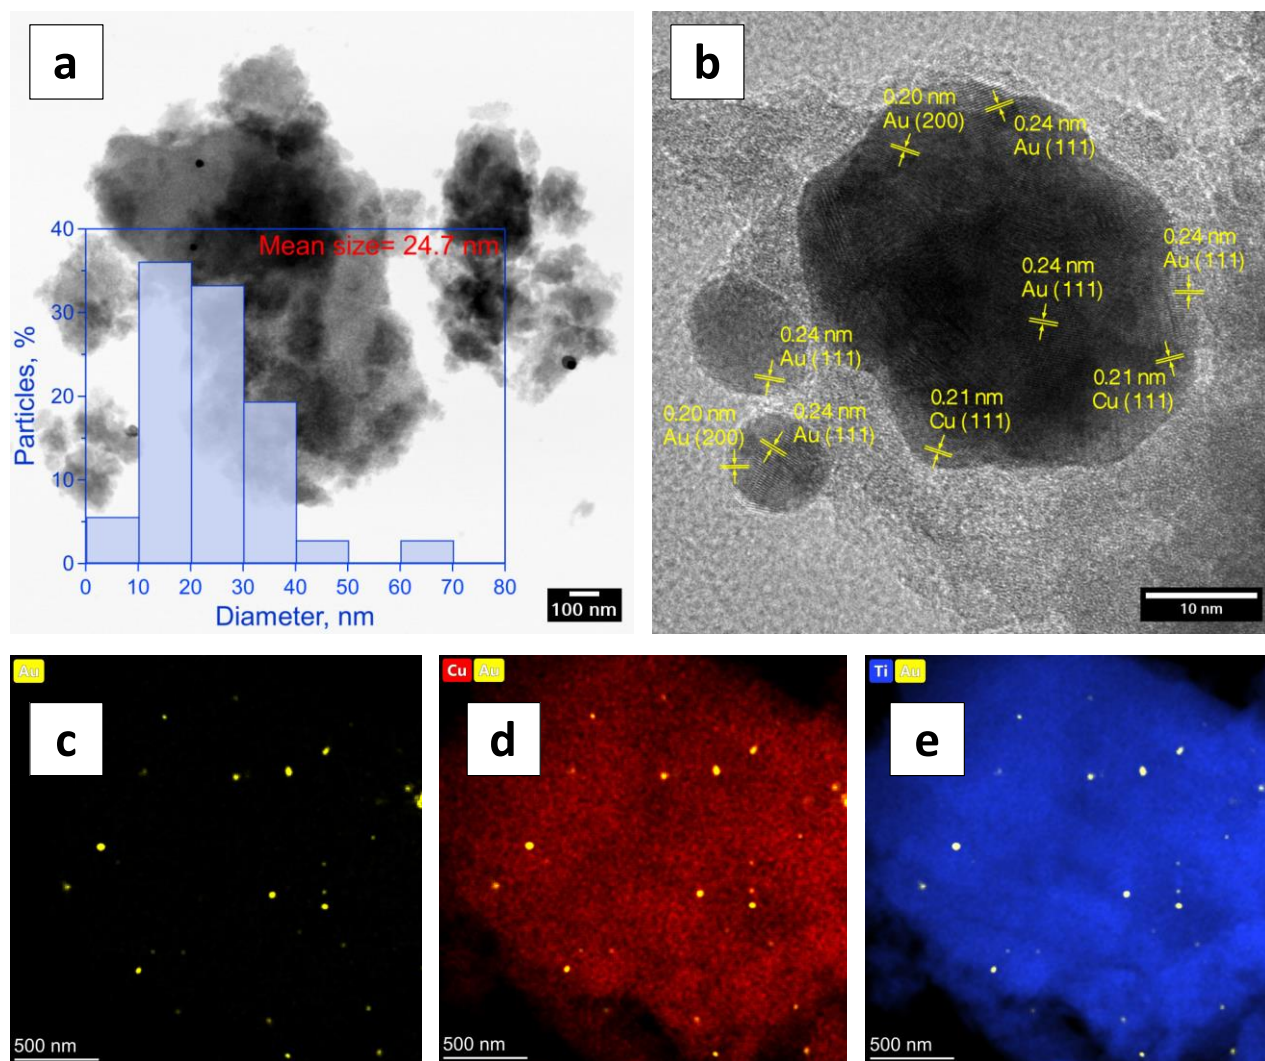 a
Mean size= 24.7 nm
40
30
20
10
0
Particles, %
0 10 20 30 40 50 60 70 80
Diameter, nm
100 nm
b
0.20 nm
Au (200)
0.24 nm
Au (111)
0.24 nm
Au (111)
0.24 nm
Au (111)
0.24 nm
Au (111)
0.21 nm
Cu (111)
0.21 nm
Cu (111)
0.20 nm
Au (200)
0.24 nm
Au (111)
10 nm
Au
c
500 nm
Cu Au
d
500 nm
Ti Au
e
500 nm